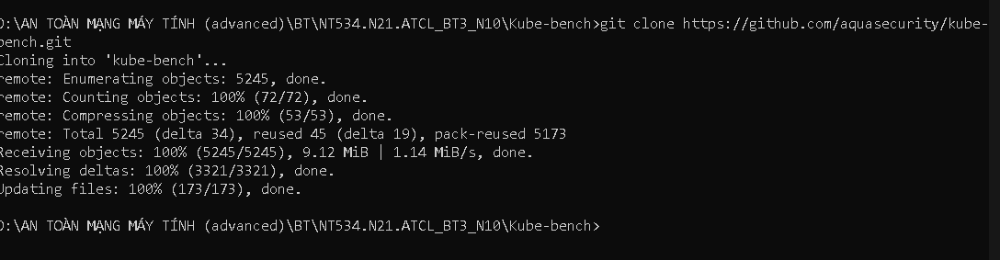 D:\AN TOÀN MẠNG MÁY TÍNH (advanced)\BT\NT534.N21.ATCL_BT3_N10\Kube-bench>git clone https://github.com/aquasecurity/kube-
bench.git
Cloning into 'kube-bench'...
remote: Enumerating objects: 5245, done.
remote: Counting objects: 100% (72/72), done.
remote: Compressing objects: 100% (53/53), done.
remote: Total 5245 (delta 34), reused 45 (delta 19), pack-reused 5173
Receiving objects: 100% (5245/5245), 9.12 MiB | 1.14 MiB/s, done.
Resolving deltas: 100% (3321/3321), done.
Updating files: 100% (173/173), done.
D:\AN TOÀN MẠNG MÁY TÍNH (advanced)\BT\NT534.N21.ATCL_BT3_N10\Kube-bench>